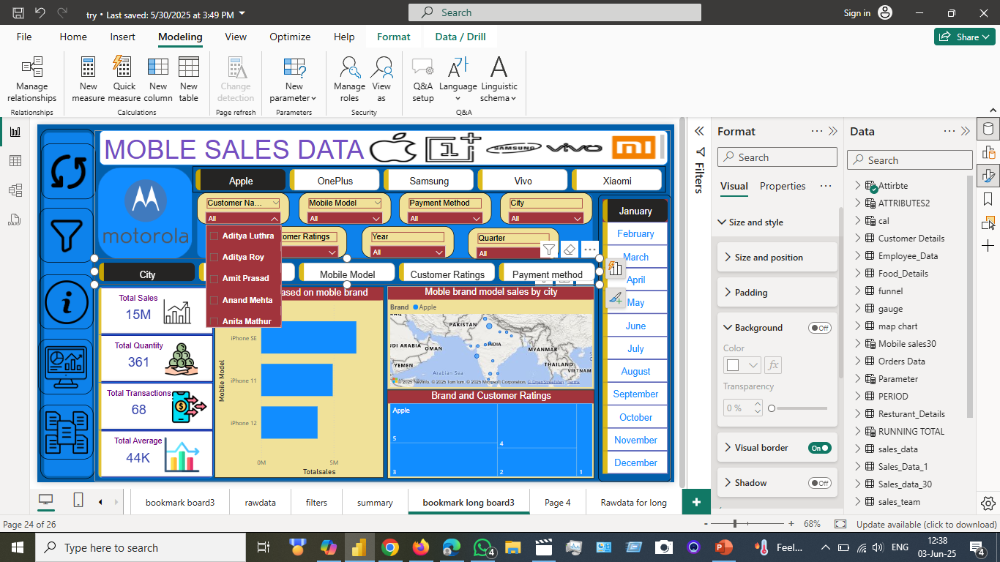 try • Last saved: 5/30/2025 at 3:49 PM
Search
Sign in
File Home Insert Modeling View Optimize Help Format Data / Drill
Share
Manage relationships
New measure
Quick measure
New column
New table
Change detection
New parameter
Manage roles
View as
Q&A setup
Language
Linguistic schema
Relationships
Calculations
Page refresh
Parameters
Security
Q&A
MOBLE SALES DATA
SAMSUNG
vivo
motorola
Apple OnePlus Samsung Vivo Xiaomi
Customer Na...
All
Mobile Model
All
Payment Method
All
City
All
Aditya Luthra
Aditya Roy
Amit Prasad
Anand Mehta
Anita Mathur
omer Ratings
Year
All
Quarter
All
City
Mobile Model
Customer Ratings
Payment method
January
February
March
April
May
June
July
August
September
October
November
December
Total Sales
15M
Total Quantity
361
Total Transactions
68
Total Average
44K
ased on moble brand
Mobile Model
iPhone SE
iPhone 11
iPhone 12
0M 5M
Totalsales
Moble brand model sales by city
Brand Apple
PAKISTAN
DI ARABIA
OMAN
INDIA
MYANMAR
YEMEN
THAILAND
VIETNAM
Arabian Sea
© 2025 NavInfo, © 2025 TomTom, © 2025 Microsoft Corporation, © OpenStreetMap Terms
Brand and Customer Ratings
Apple
5
4
3
2
1
Filters
Format
Search
Visual Properties
Size and style
Size and position
Padding
Background Off
Color
fx
Transparency
0 %
Visual border On
Shadow Off
Data
Search
Attirbte
ATTRIBUTES2
cal
Customer Details
Employee_Data
Food_Details
funnel
gauge
map chart
Mobile sales30
Orders Data
Parameter
PERIOD
Resturant_Details
RUNNING TOTAL
sales_data
Sales_Data_1
Sales_data_30
sales_team
DAX
bookmark board3
rawdata
filters
summary
bookmark long board3
Page 4
Rawdata for long
Page 24 of 26
- + 68%
Update available (click to download)
Type here to search
4
Feel...
ENG
12:38
03-Jun-25
4